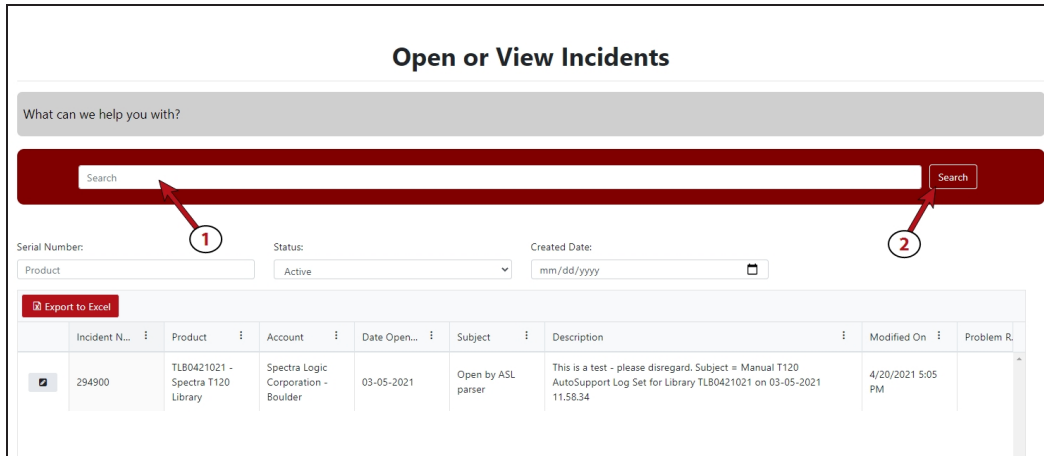 Open or View Incidents
What can we help you with?
Search Search
1 2
Serial Number: Status: Created Date:
Product Active mm/dd/yyyy
Export to Excel
Incident N... Product Account Date Open... Subject Description Modified On Problem R.
294900
TLB0421021 -
Spectra T120
Library
Spectra Logic
Corporation -
Boulder
03-05-2021
Open by ASL
parser
This is a test - please disregard. Subject = Manual T120
AutoSupport Log Set for Library TLB0421021 on 03-05-2021
11.58.34
4/20/2021 5:05
PM